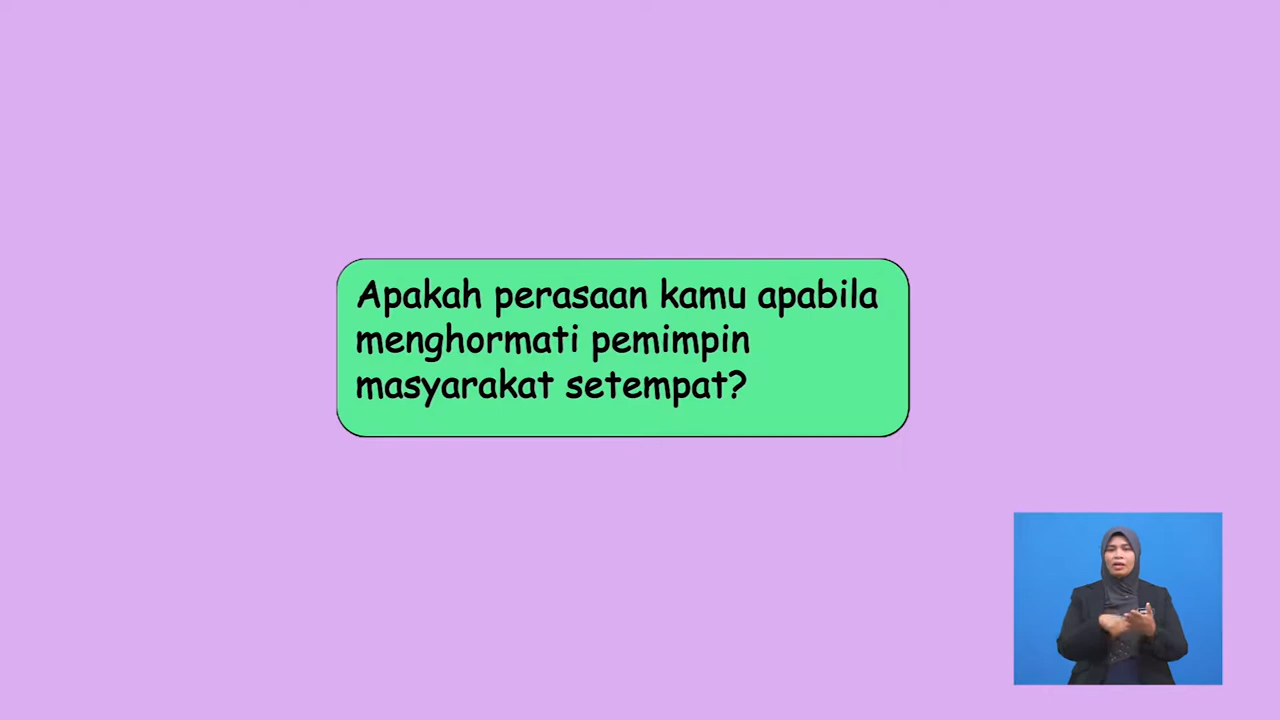 Apakah perasaan kamu apabila
menghormati pemimpin
masyarakat setempat?